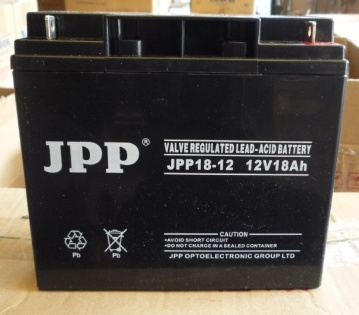 JPP®
VALVE REGULATED LEAD-ACID BATTERY
JPP18-12 12V18Ah
Pb Pb
CAUTION
•AVOID SHORT CIRCUIT
•DO NOT CHARGE IN A SEALED CONTAINER
JPP OPTOELECTRONIC GROUP LTD